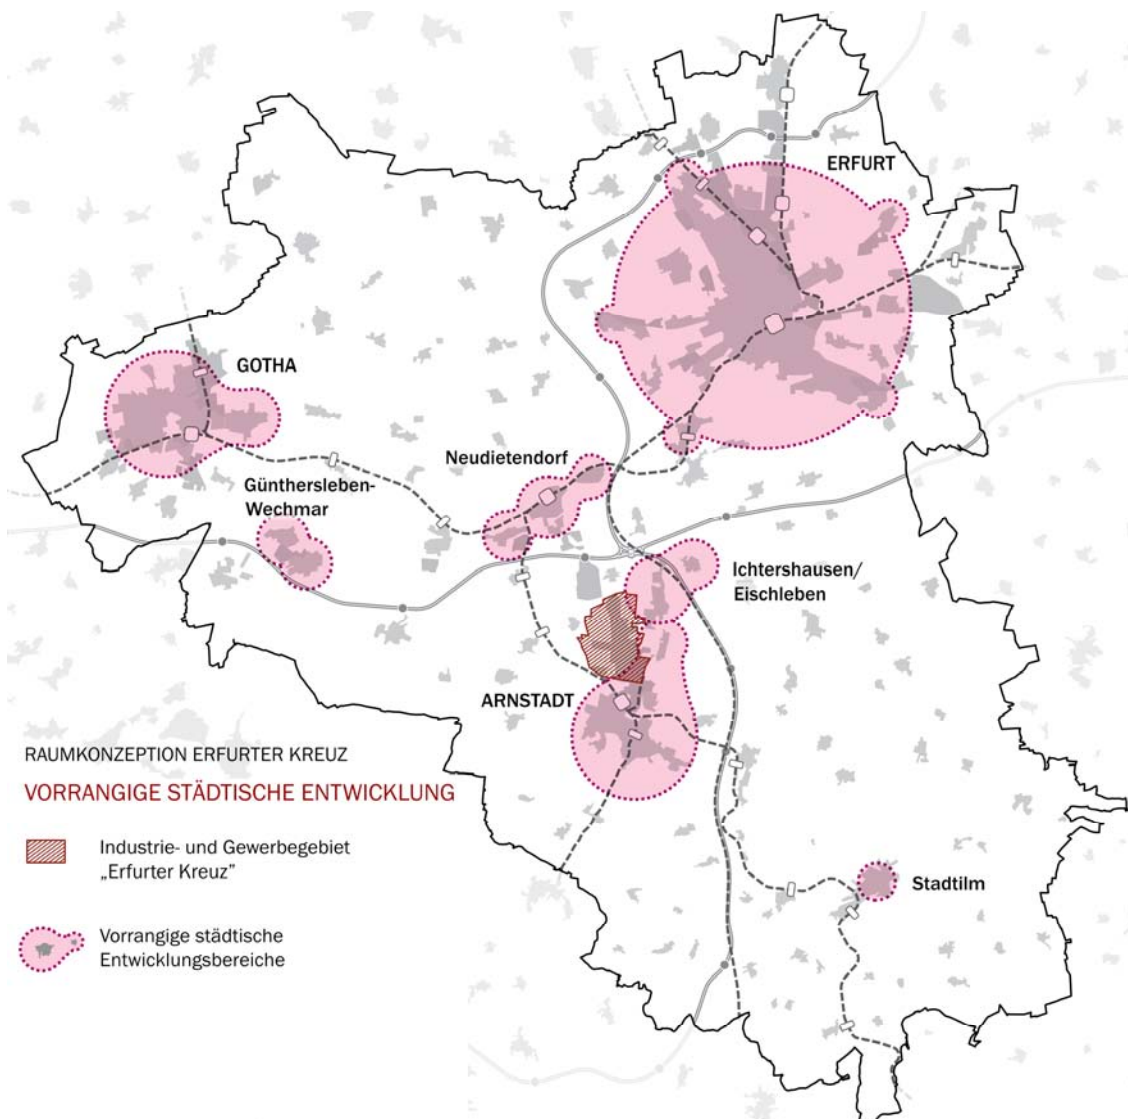 ERFURT
GOTHA
Neudietendorf
Günthersleben-
Wechmar
Ichtershausen/
Eischleben
ARNSTADT
RAUMKONZEPTION ERFURTER KREUZ
VORRANGIGE STÄDTISCHE ENTWICKLUNG
Industrie- und Gewerbegebiet
„Erfurter Kreuz”
Stadtilm
Vorrangige städtische
Entwicklungsbereiche